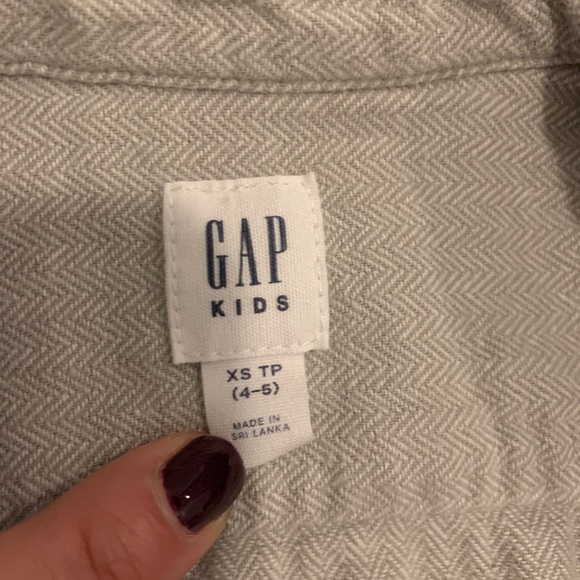 GAP
KIDS
XS TP
(4-5)
MADE IN
SRI LANKA